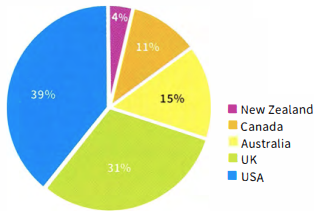 4%
11%
39%
15%
31%
New Zealand
Canada
Australia
UK
USA